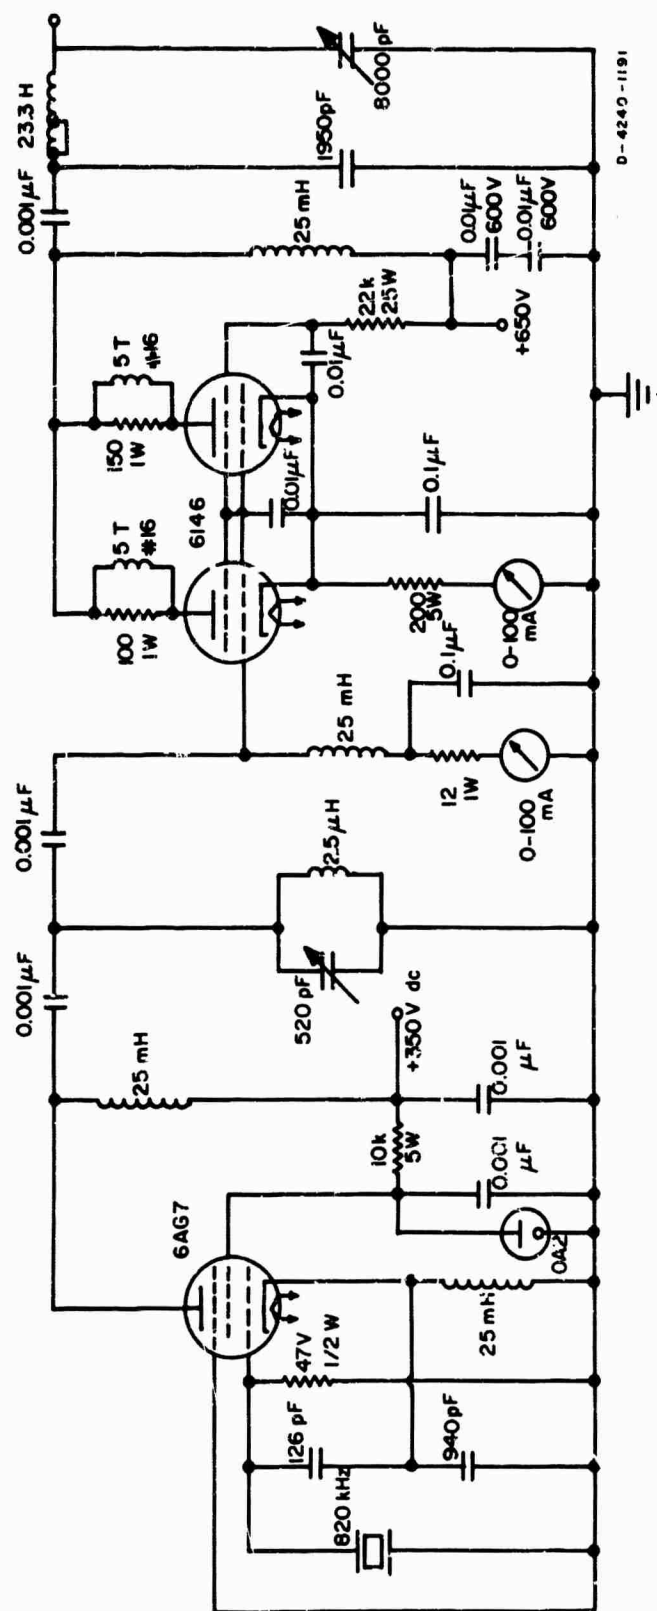 6AG7
820 kHz
126 pF
940pF
47V
1/2 W
25 mH
0A2
0.001
µF
10k
5W
0.001
µF
+350V dc
25 mH
0.001µF
520 pF
2.5 µH
0.001µF
25 mH
12
1W
0-100
mA
0.1µF
100
1W
5 T
#16
6146
200
5W
0-100
mA
0.01µF
0.1µF
150
1W
5 T
#16
0.01µF
22k
25W
+650V
25 mH
0.01µF
600V
0.01µF
600V
0.001µF
23.3 H
1950pF
8000 pF
D-4240-1191